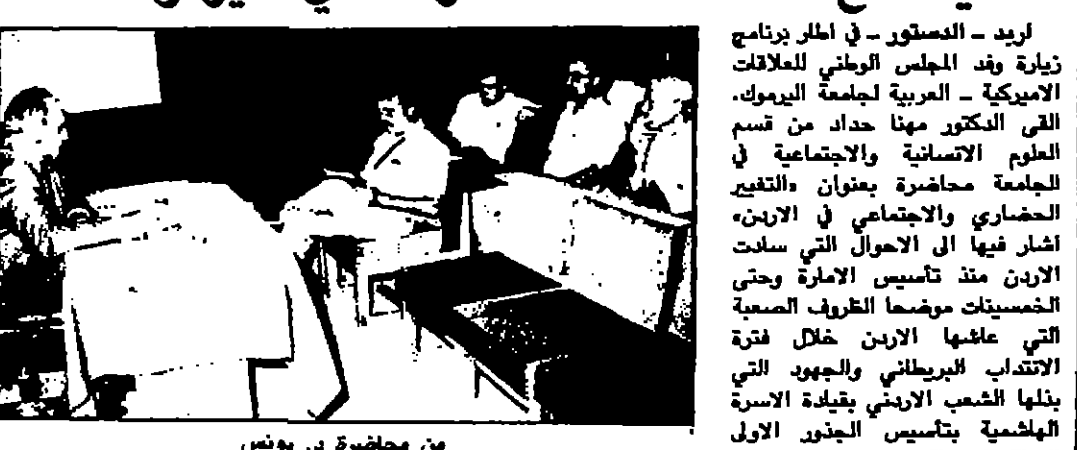 اربد ـ الدستور ـ في اطار برنامج
زيارة وفد المجلس الوطني للعلاقات
الاميركية ـ العربية لجامعة اليرموك،
القى الدكتور مهنا حداد من قسم
العلوم الانسانية والاجتماعية في
الجامعة محاضرة بعنوان «التغيير
الحضاري والاجتماعي في الاردن»
اشار فيها الى الاحوال التي سادت
الاردن منذ تأسيس الامارة وحتى
الخمسينات موضحا الظروف الصعبة
التي عاشها الاردن خلال فترة
الانتداب البريطاني والجهود التي
بذلها الشعب الاردني بقيادة الاسرة
الهاشمية بتأسيس الجذور الاولى
من محاضرة د. يونس